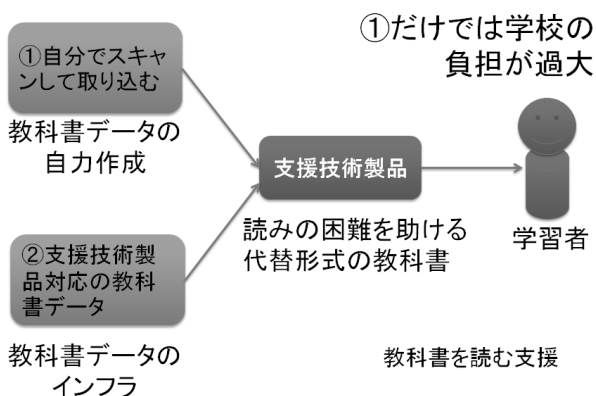 ①だけでは学校の
負担が過大
①自分でスキャ
ンして取り込む
教科書データの
自力作成
支援技術製品
読みの困難を助ける
代替形式の教科書
学習者
②支援技術製
品対応の教科
書データ
教科書データの
インフラ
教科書を読む支援